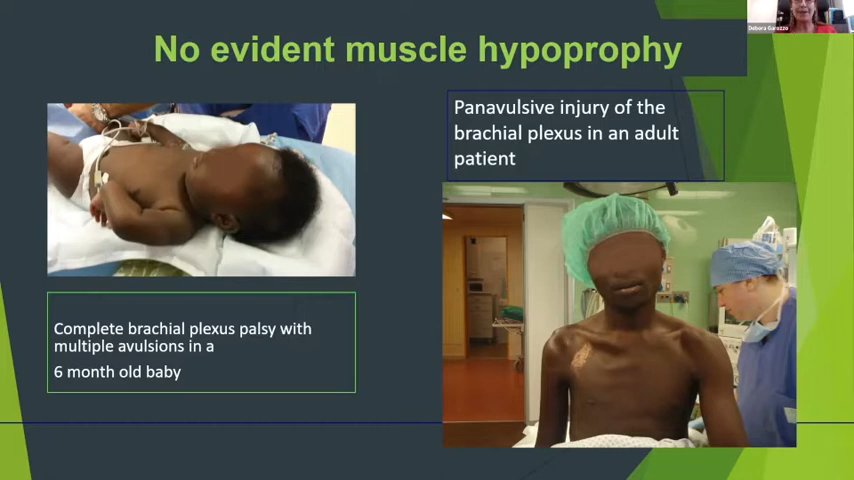 No evident muscle hypoprophy
Debora Garozzo
Panavulsive injury of the
brachial plexus in an adult
patient
Complete brachial plexus palsy with
multiple avulsions in a
6 month old baby